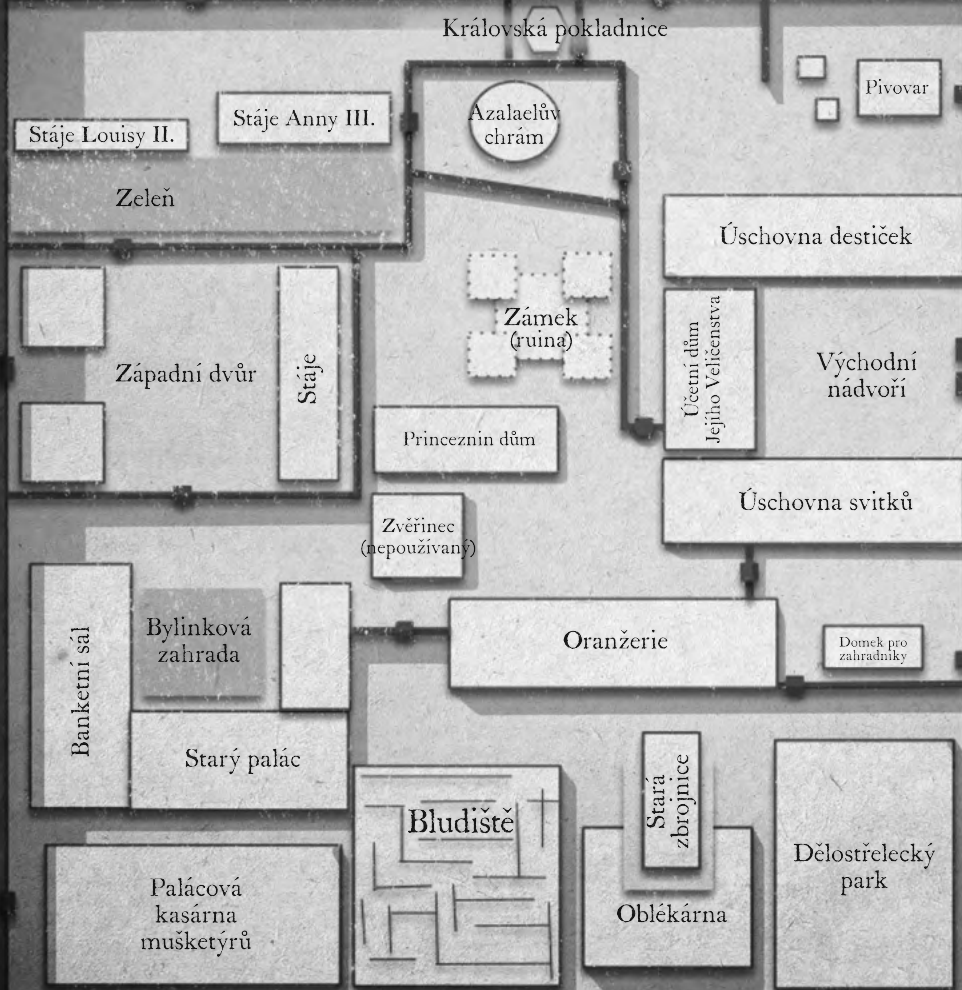 Královská pokladnice
Pivovar
Azalaelův
chrám
Stáje Anny III.
Stáje Louisy II.
Zeleň
Úschovna destiček
Zámek
(ruina)
Západní dvůr
Stáje
Účetní dům
Jejího Veličenstva
Východní
nádvoří
Princeznin dům
Úschovna svitků
Zvěřinec
(nepoužívaný)
Bylinková
zahrada
Oranžerie
Domek pro
zahradníky
Banketní sál
Starý palác
Bludiště
Stará
zbrojnice
Dělostřelecký
park
Palácová
kasárna
mušketýrů
Oblékárna